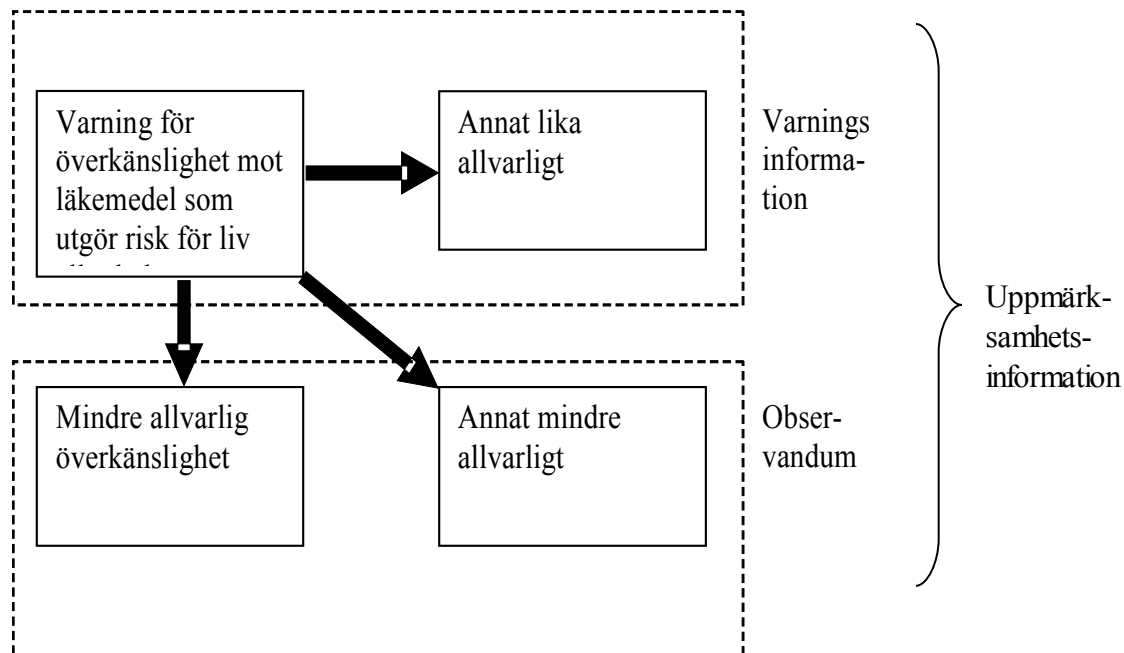 Varning för
överkänslighet mot
läkemedel som
utgör risk för liv
Annat lika
allvarligt
Varnings
informa-
tion
Uppmärk-
samhets-
information
Mindre allvarlig
överkänslighet
Annat mindre
allvarligt
Obser-
vandum